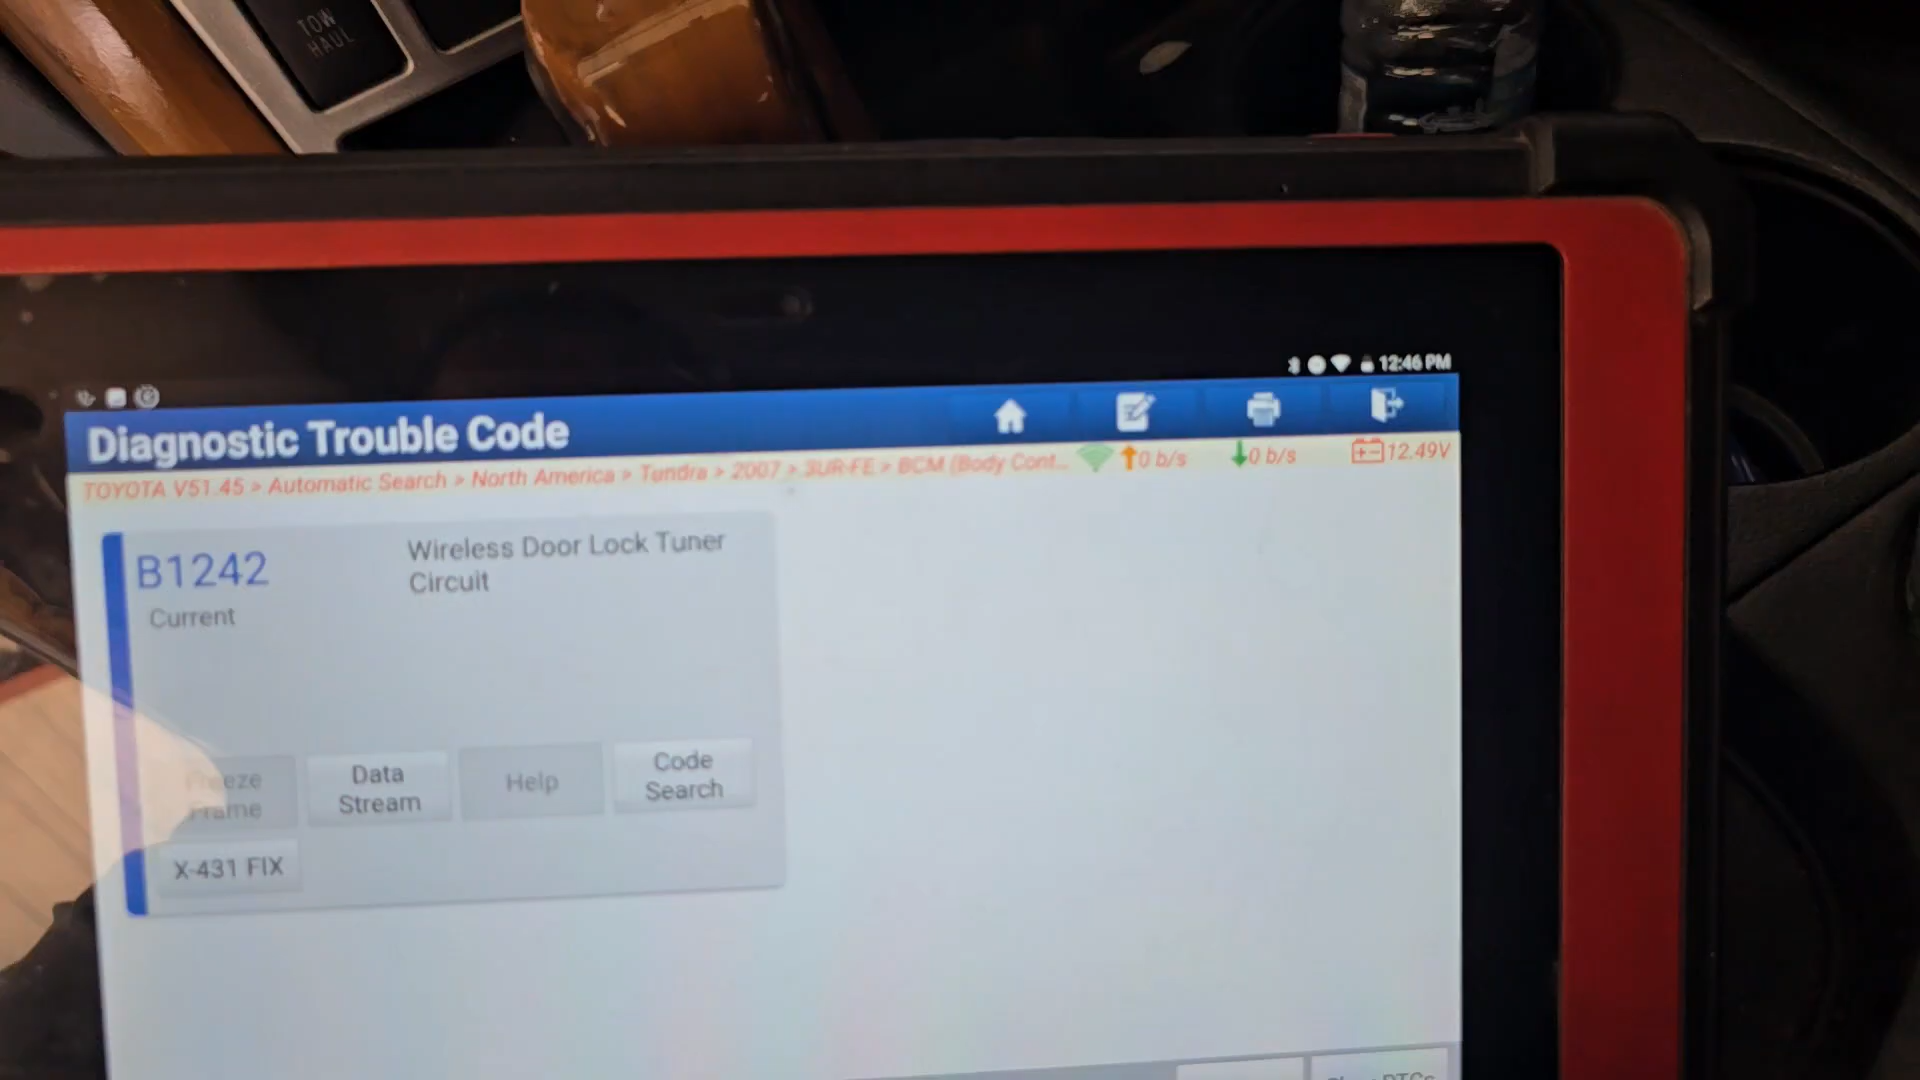 TOW
HAUL
12:46 PM
Diagnostic Trouble Code
TOYOTA V51.45 > Automatic Search > North America > Tundra > 2007 > 3UR-FE > BCM (Body Cont...
0 b/s
0 b/s
12.49V
B1242
Wireless Door Lock Tuner
Circuit
Current
Freeze
Frame
Data
Stream
Help
Code
Search
X-431 FIX